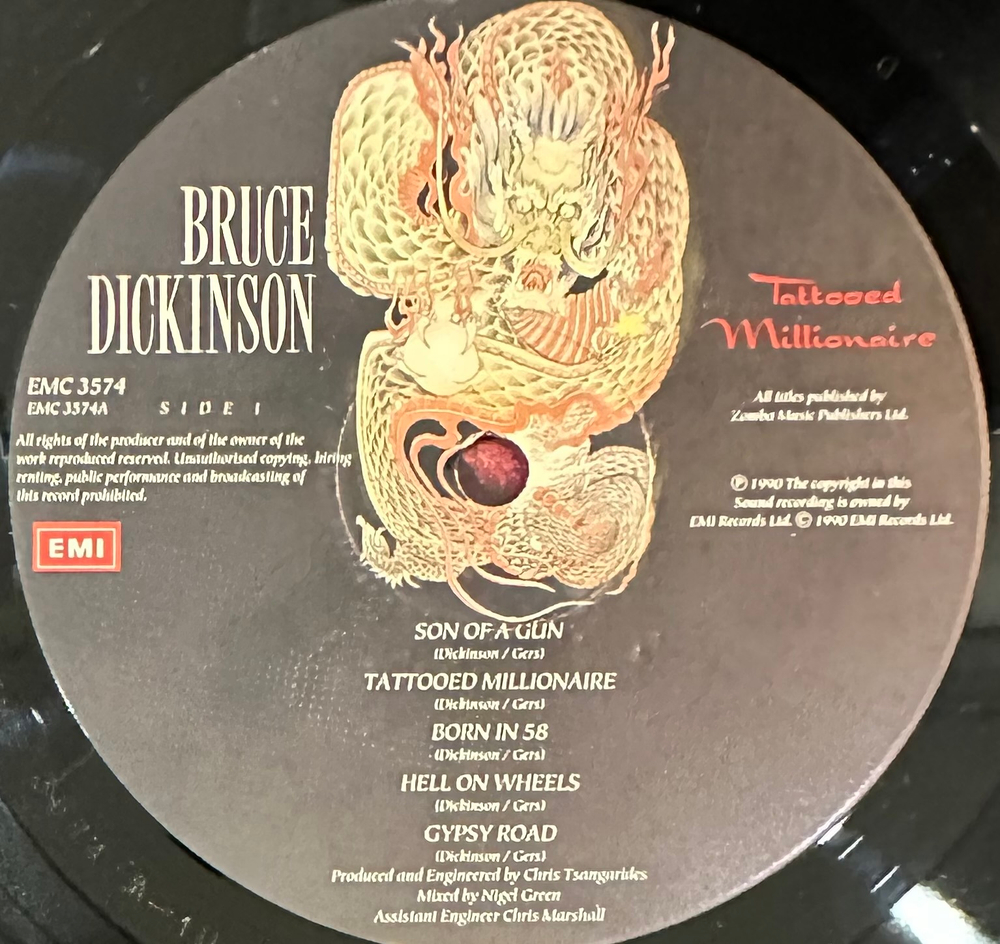 BRUCE
DICKINSON
EMC 3574
EMC 3574A SIDE 1
All rights of the producer and of the owner of the
work reproduced reserved. Unauthorised copying, hiring
renting, public performance and broadcasting of
this record prohibited.
EMI
Tattooed
Millionaire
All titles published by
Zomba Music Publishers Ltd.
Ⓟ 1990 The copyright in this
Sound recording is owned by
EMI Records Ltd. © 1990 EMI Records Ltd.
SON OF A GUN
(Dickinson / Gers)
TATTOOED MILLIONAIRE
(Dickinson / Gers)
BORN IN 58
(Dickinson / Gers)
HELL ON WHEELS
(Dickinson / Gers)
GYPSY ROAD
(Dickinson / Gers)
Produced and Engineered by Chris Tsangarides
Mixed by Nigel Green
Assistant Engineer Chris Marshall